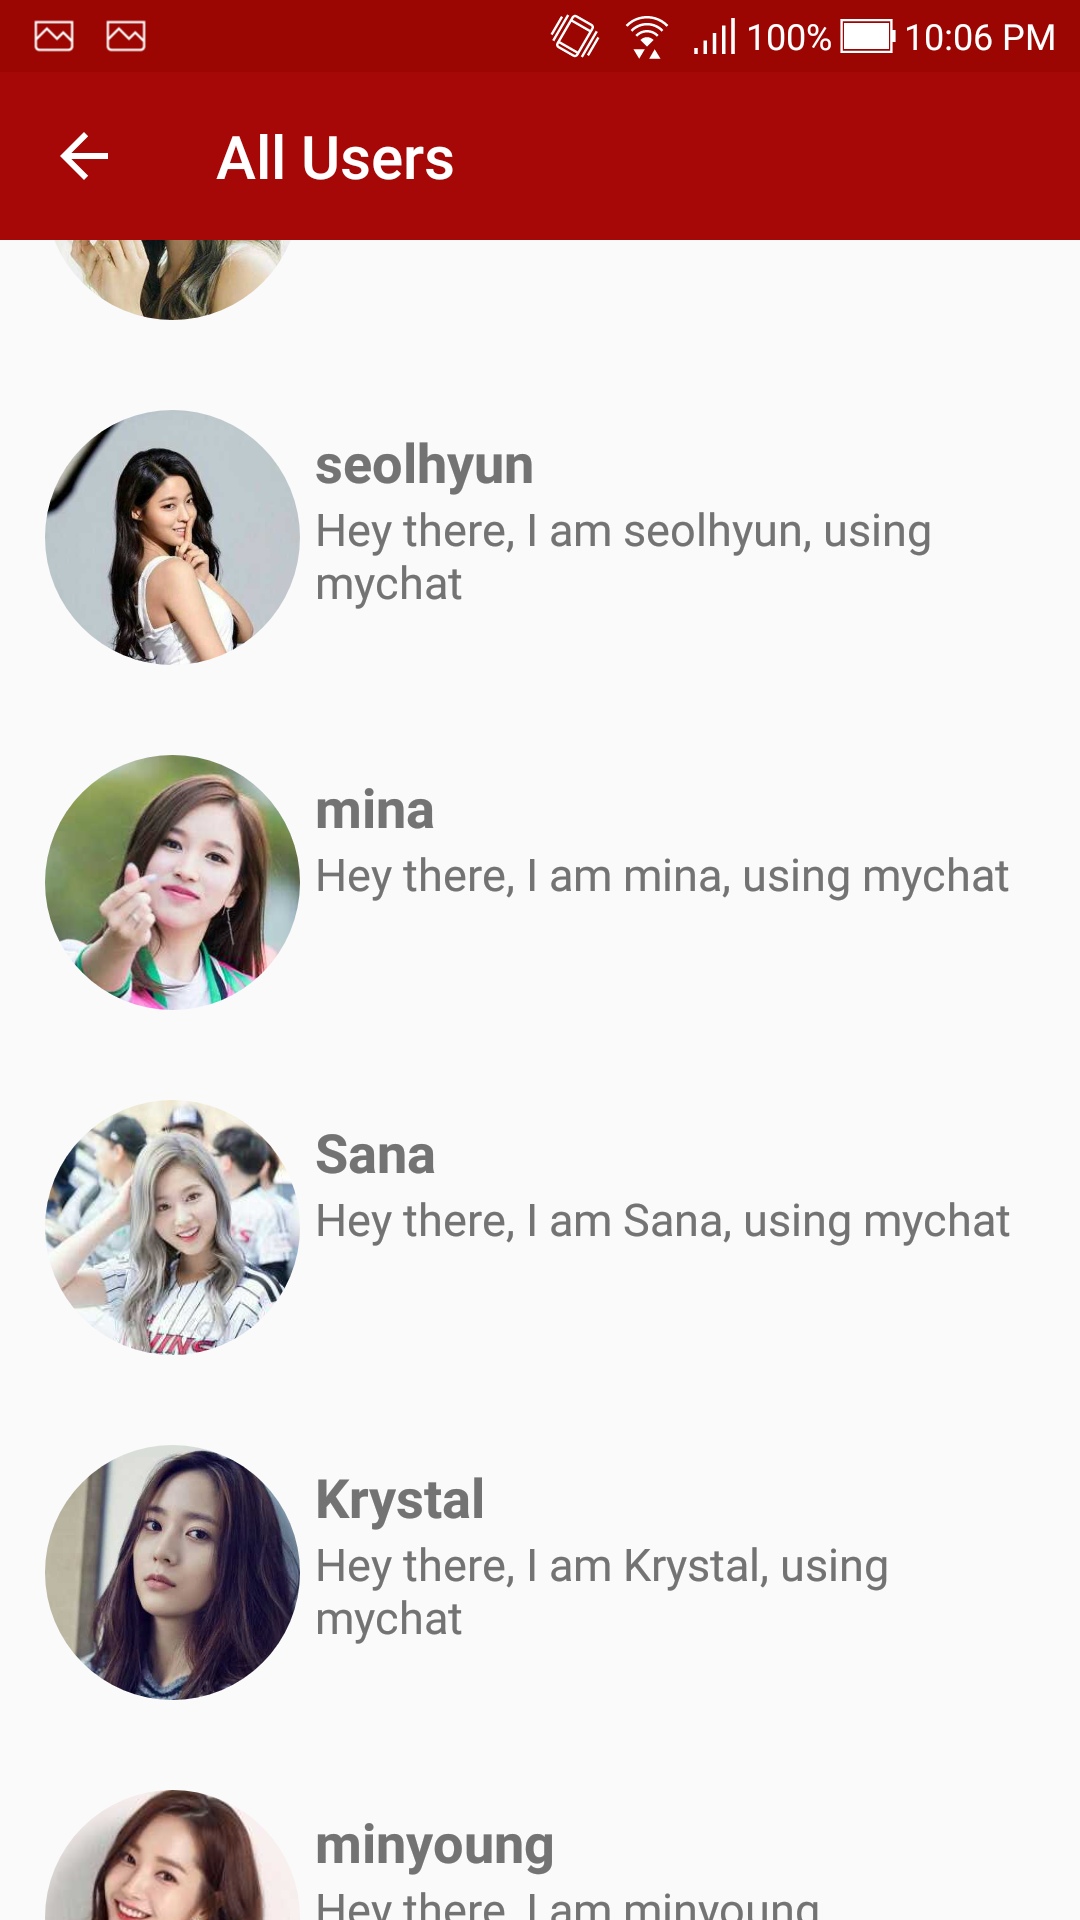 100% 10:06 PM
All Users
seolhyun
Hey there, I am seolhyun, using
mychat
mina
Hey there, I am mina, using mychat
Sana
Hey there, I am Sana, using mychat
Krystal
Hey there, I am Krystal, using
mychat
minyoung
Hey there, I am minyoung,